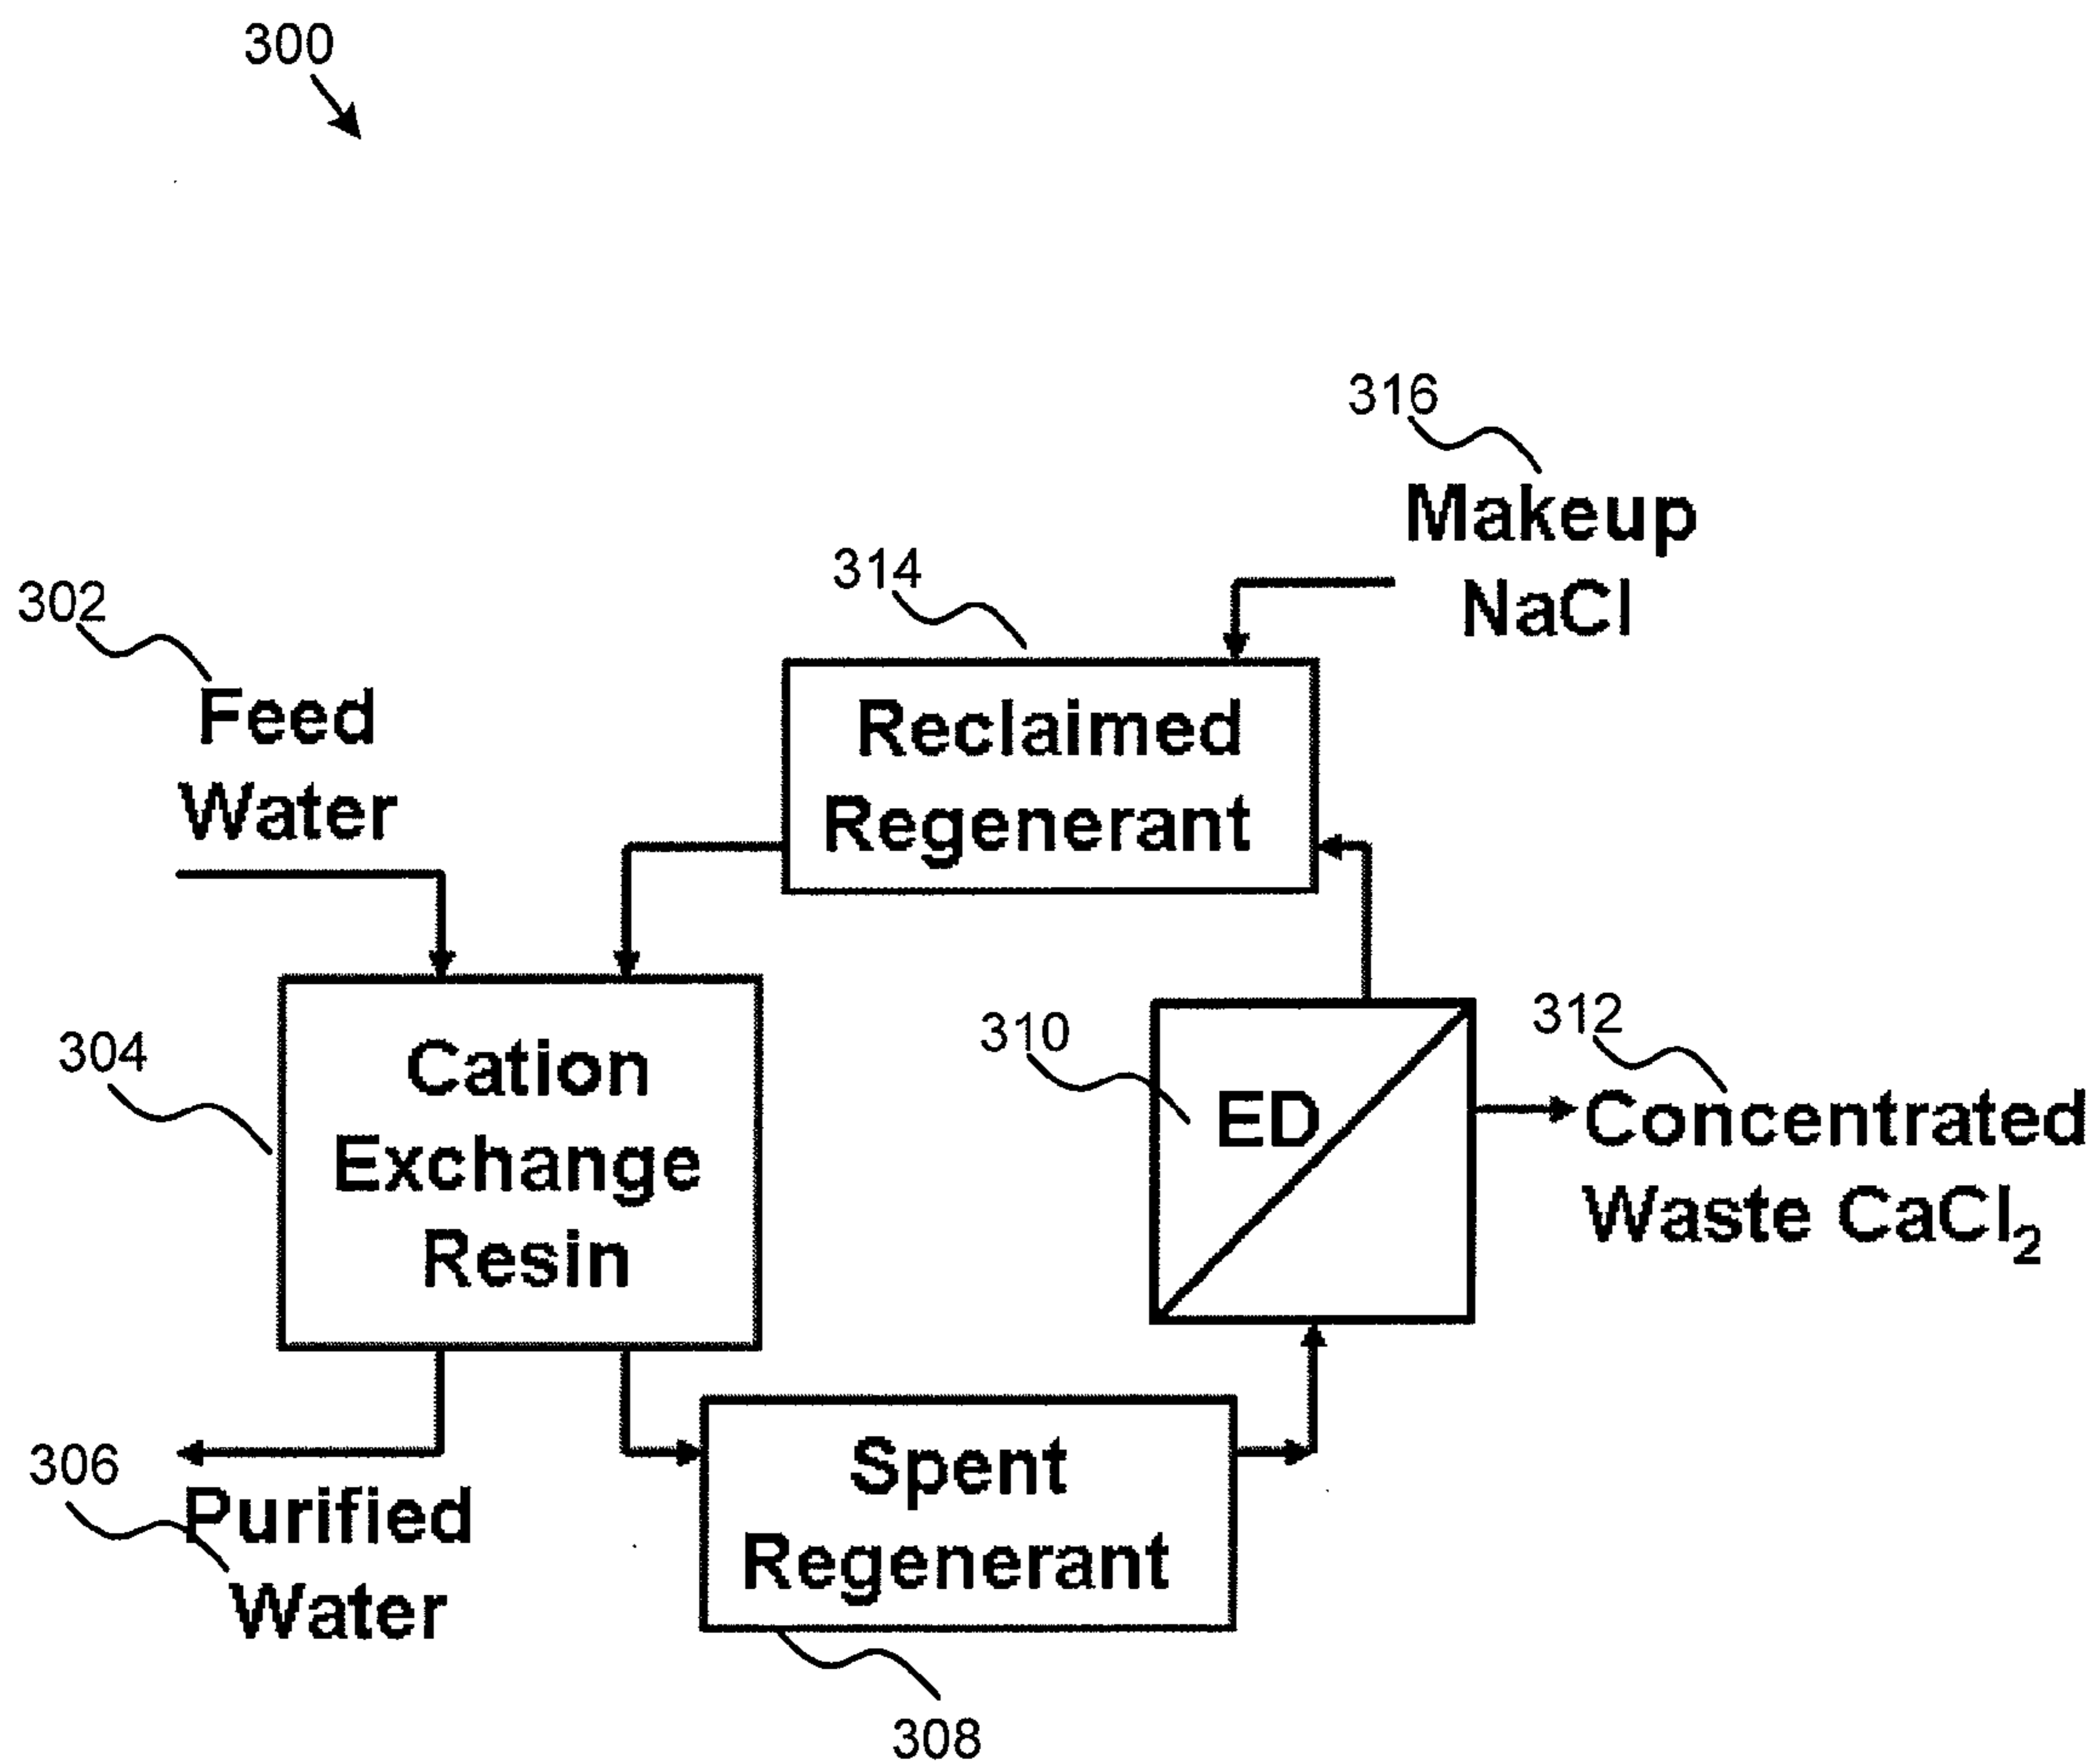 300
316
Makeup
NaCl
314
Reclaimed
Regenerant
302
Feed
Water
304
Cation
Exchange
Resin
310
ED
312
Concentrated
Waste CaCl₂
306
Purified
Water
Spent
Regenerant
308